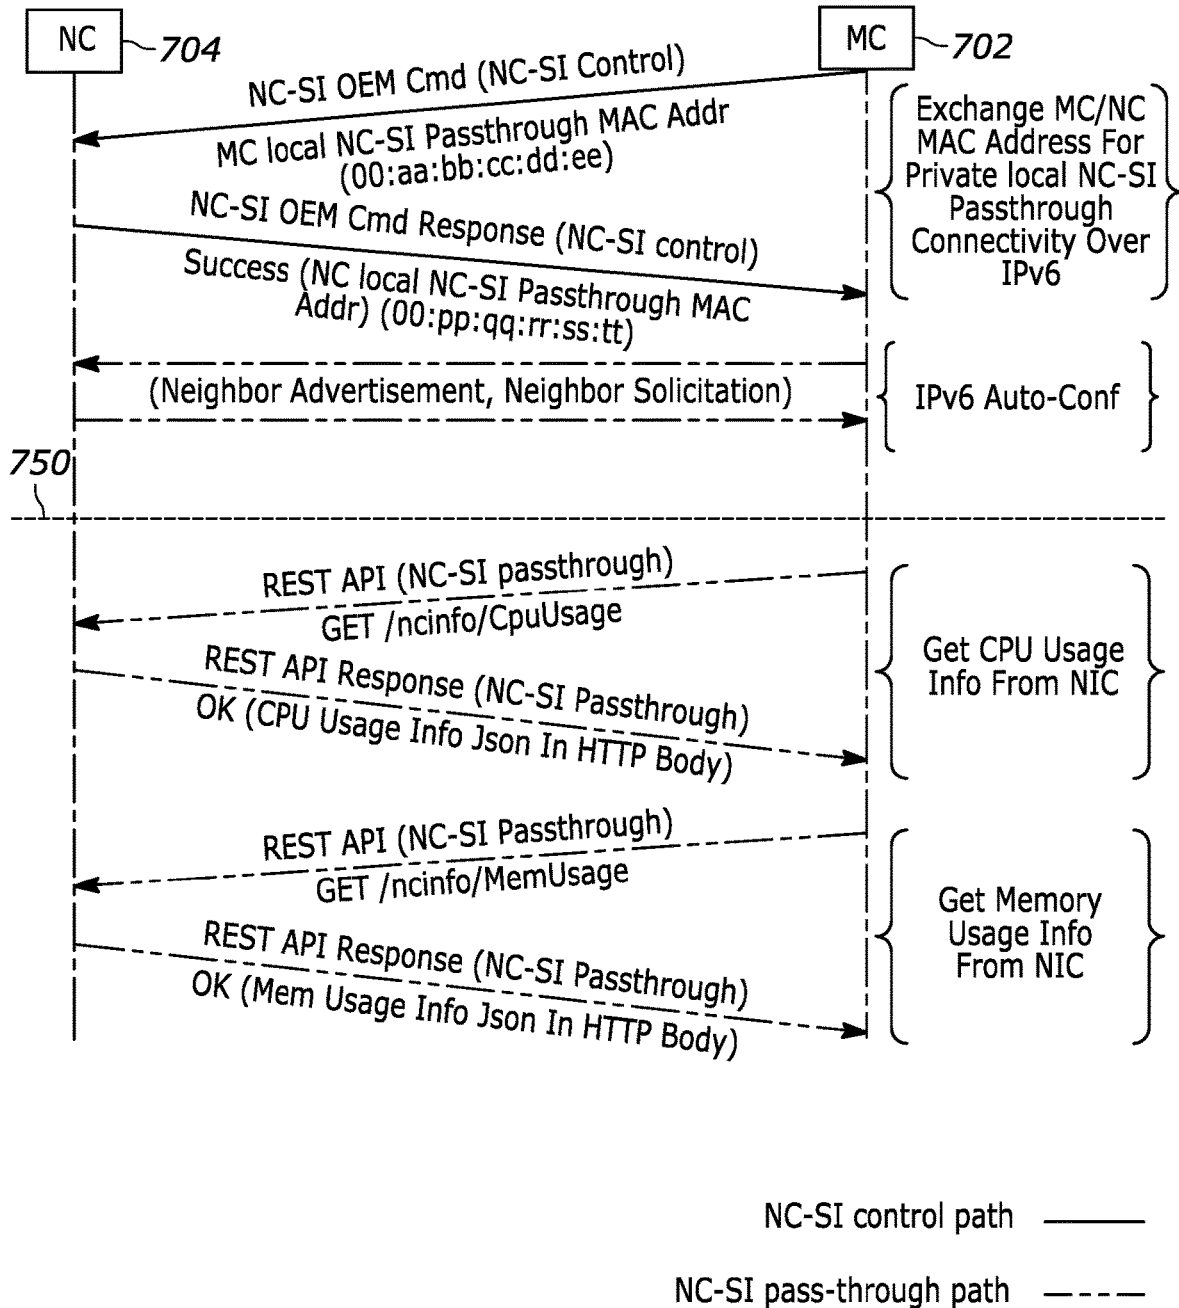 NC
704
MC
702
NC-SI OEM Cmd (NC-SI Control)
MC local NC-SI Passthrough MAC Addr
(00:aa:bb:cc:dd:ee)
Exchange MC/NC
MAC Address For
Private local NC-SI
Passthrough
Connectivity Over
IPv6
NC-SI OEM Cmd Response (NC-SI control)
Success (NC local NC-SI Passthrough MAC
Addr) (00:pp:qq:rr:ss:tt)
(Neighbor Advertisement, Neighbor Solicitation)
IPv6 Auto-Conf
750
REST API (NC-SI passthrough)
GET /ncinfo/CpuUsage
REST API Response (NC-SI Passthrough)
OK (CPU Usage Info Json In HTTP Body)
Get CPU Usage
Info From NIC
REST API (NC-SI Passthrough)
GET /ncinfo/MemUsage
REST API Response (NC-SI Passthrough)
OK (Mem Usage Info Json In HTTP Body)
Get Memory
Usage Info
From NIC
NC-SI control path
NC-SI pass-through path